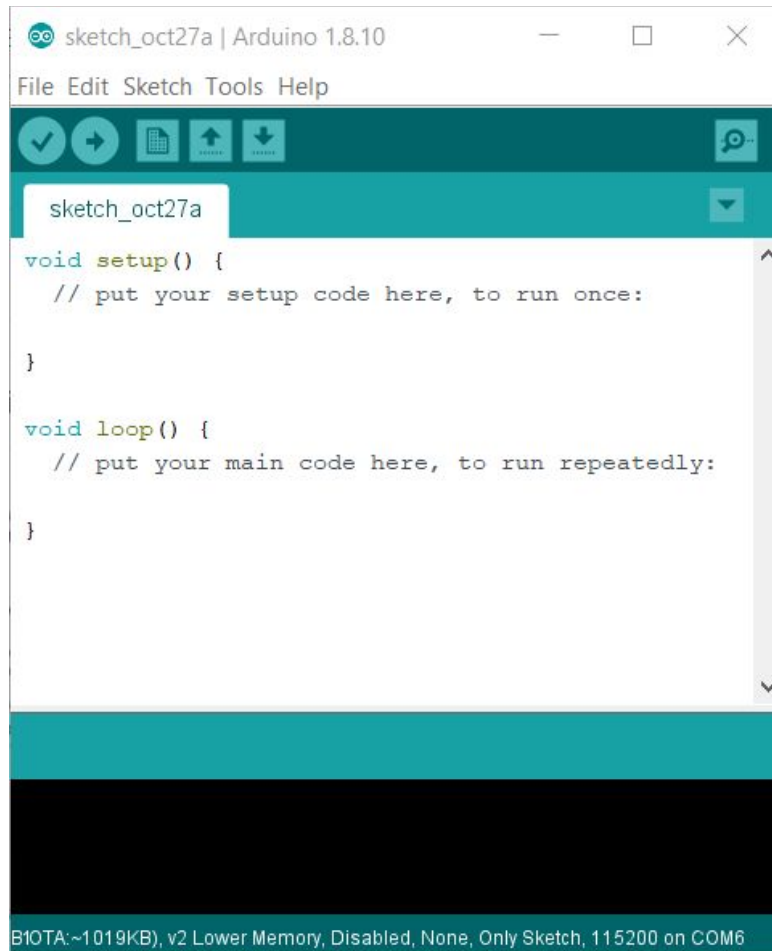 sketch_oct27a | Arduino 1.8.10
File Edit Sketch Tools Help
sketch_oct27a
void setup() {
  // put your setup code here, to run once:
}
void loop() {
  // put your main code here, to run repeatedly:
}
B1OTA:~1019KB), v2 Lower Memory, Disabled, None, Only Sketch, 115200 on COM6